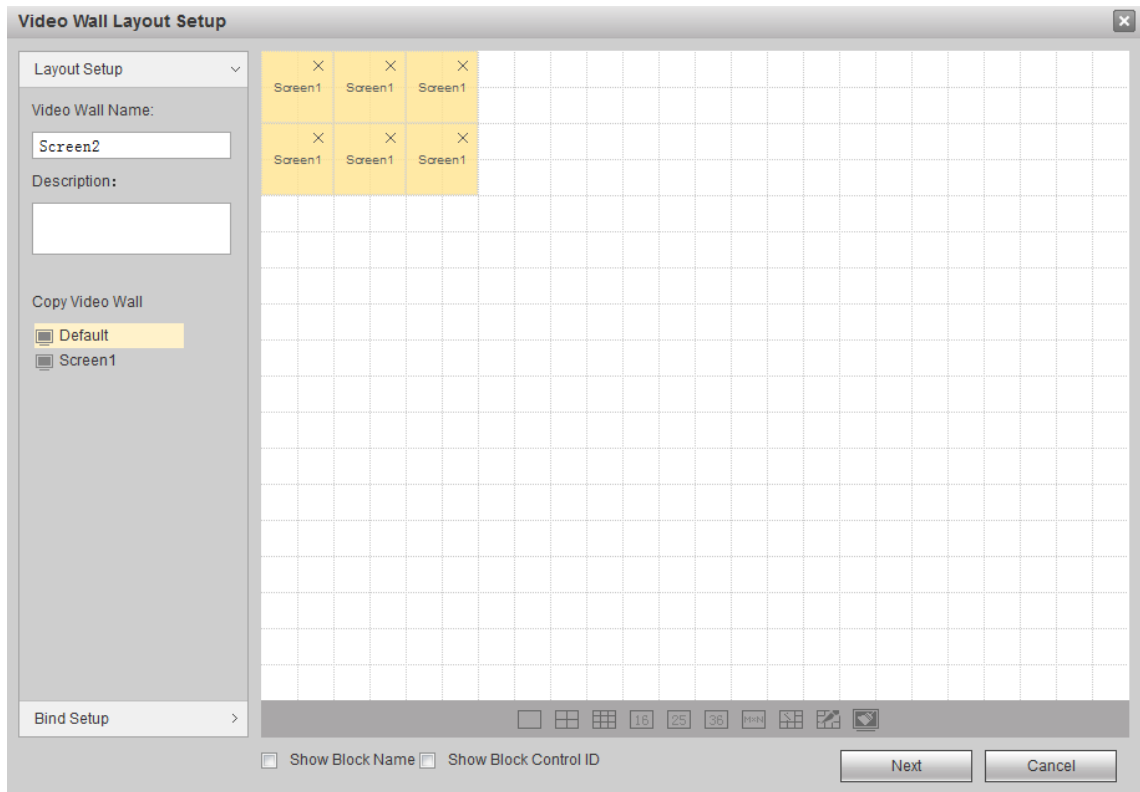 Video Wall Layout Setup
Layout Setup
Video Wall Name:
Screen2
Description:
Copy Video Wall
Default
Screen1
Bind Setup
Screen1 Screen1 Screen1
Screen1 Screen1 Screen1
16 25 36 M×N
Show Block Name Show Block Control ID
Next Cancel